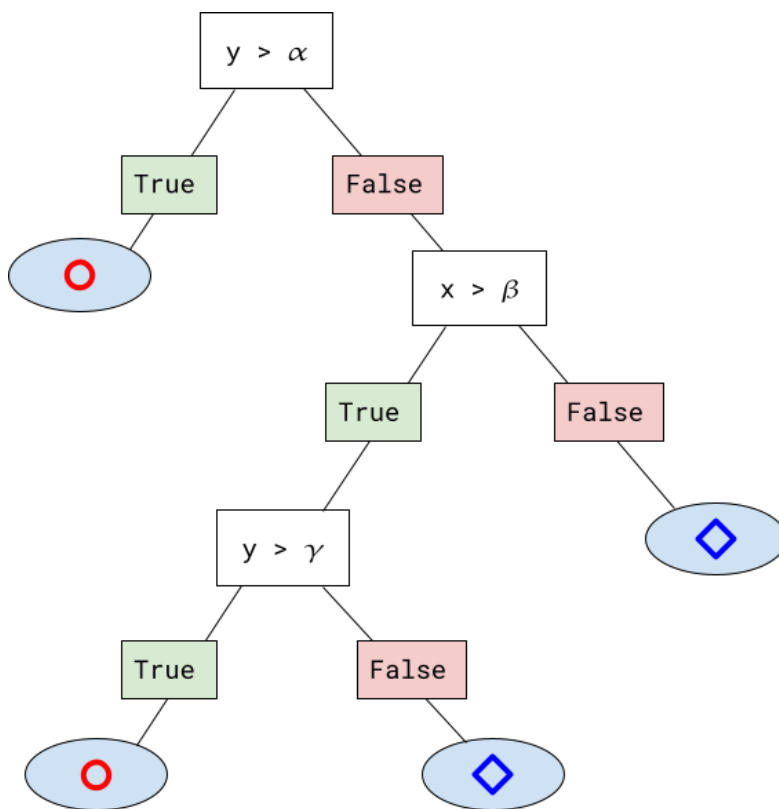 y > α
True
False
x > β
True
False
y > γ
True
False